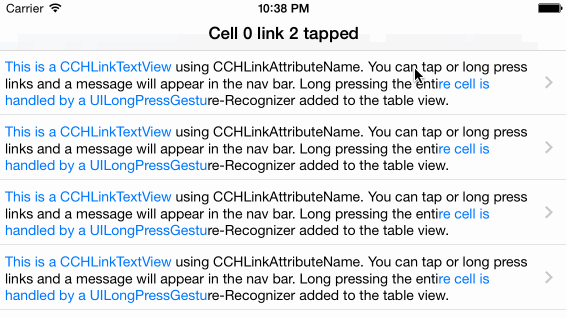 Carrier 10:38 PM
Cell 0 link 2 tapped
This is a CCHLinkTextView using CCHLinkAttributeName. You can tap or long press
links and a message will appear in the nav bar. Long pressing the entire cell is
handled by a UILongPressGesture-Recognizer added to the table view.
This is a CCHLinkTextView using CCHLinkAttributeName. You can tap or long press
links and a message will appear in the nav bar. Long pressing the entire cell is
handled by a UILongPressGesture-Recognizer added to the table view.
This is a CCHLinkTextView using CCHLinkAttributeName. You can tap or long press
links and a message will appear in the nav bar. Long pressing the entire cell is
handled by a UILongPressGesture-Recognizer added to the table view.
This is a CCHLinkTextView using CCHLinkAttributeName. You can tap or long press
links and a message will appear in the nav bar. Long pressing the entire cell is
handled by a UILongPressGesture-Recognizer added to the table view.